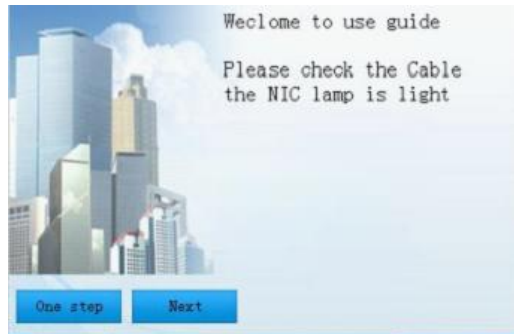 Weclome to use guide
Please check the Cable
the NIC lamp is light
One step
Next